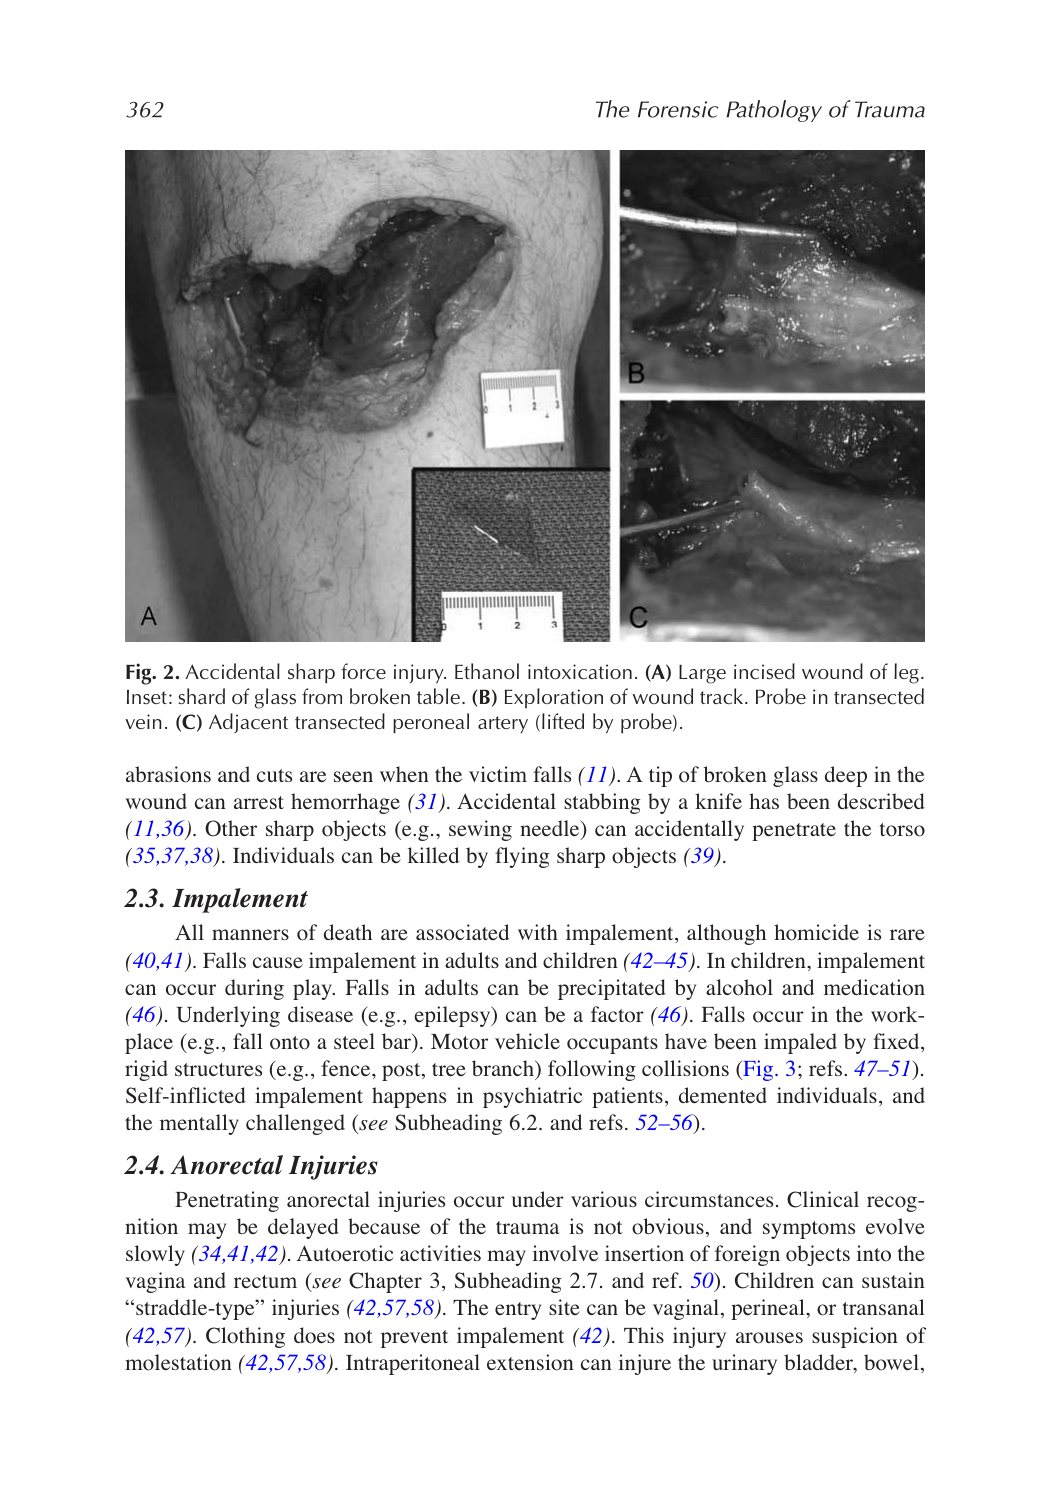 362
The Forensic Pathology of Trauma
0 1 2 3
A
0 1 2 3
B
C
Fig. 2. Accidental sharp force injury. Ethanol intoxication. (A) Large incised wound of leg.
Inset: shard of glass from broken table. (B) Exploration of wound track. Probe in transected
vein. (C) Adjacent transected peroneal artery (lifted by probe).
abrasions and cuts are seen when the victim falls (11). A tip of broken glass deep in the
wound can arrest hemorrhage (31). Accidental stabbing by a knife has been described
(11,36). Other sharp objects (e.g., sewing needle) can accidentally penetrate the torso
(35,37,38). Individuals can be killed by flying sharp objects (39).
2.3. Impalement
All manners of death are associated with impalement, although homicide is rare
(40,41). Falls cause impalement in adults and children (42–45). In children, impalement
can occur during play. Falls in adults can be precipitated by alcohol and medication
(46). Underlying disease (e.g., epilepsy) can be a factor (46). Falls occur in the work-
place (e.g., fall onto a steel bar). Motor vehicle occupants have been impaled by fixed,
rigid structures (e.g., fence, post, tree branch) following collisions (Fig. 3; refs. 47–51).
Self-inflicted impalement happens in psychiatric patients, demented individuals, and
the mentally challenged (see Subheading 6.2. and refs. 52–56).
2.4. Anorectal Injuries
Penetrating anorectal injuries occur under various circumstances. Clinical recog-
nition may be delayed because of the trauma is not obvious, and symptoms evolve
slowly (34,41,42). Autoerotic activities may involve insertion of foreign objects into the
vagina and rectum (see Chapter 3, Subheading 2.7. and ref. 50). Children can sustain
“straddle-type” injuries (42,57,58). The entry site can be vaginal, perineal, or transanal
(42,57). Clothing does not prevent impalement (42). This injury arouses suspicion of
molestation (42,57,58). Intraperitoneal extension can injure the urinary bladder, bowel,